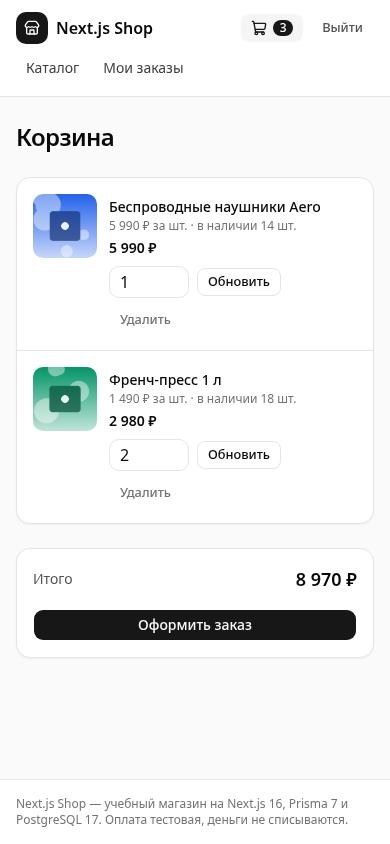 Next.js Shop
3
Выйти
Каталог
Мои заказы
Корзина
Беспроводные наушники Aero
5 990 ₽ за шт. · в наличии 14 шт.
5 990 ₽
1
Обновить
Удалить
Френч-пресс 1 л
1 490 ₽ за шт. · в наличии 18 шт.
2 980 ₽
2
Обновить
Удалить
Итого
8 970 ₽
Оформить заказ
Next.js Shop — учебный магазин на Next.js 16, Prisma 7 и
PostgreSQL 17. Оплата тестовая, деньги не списываются.